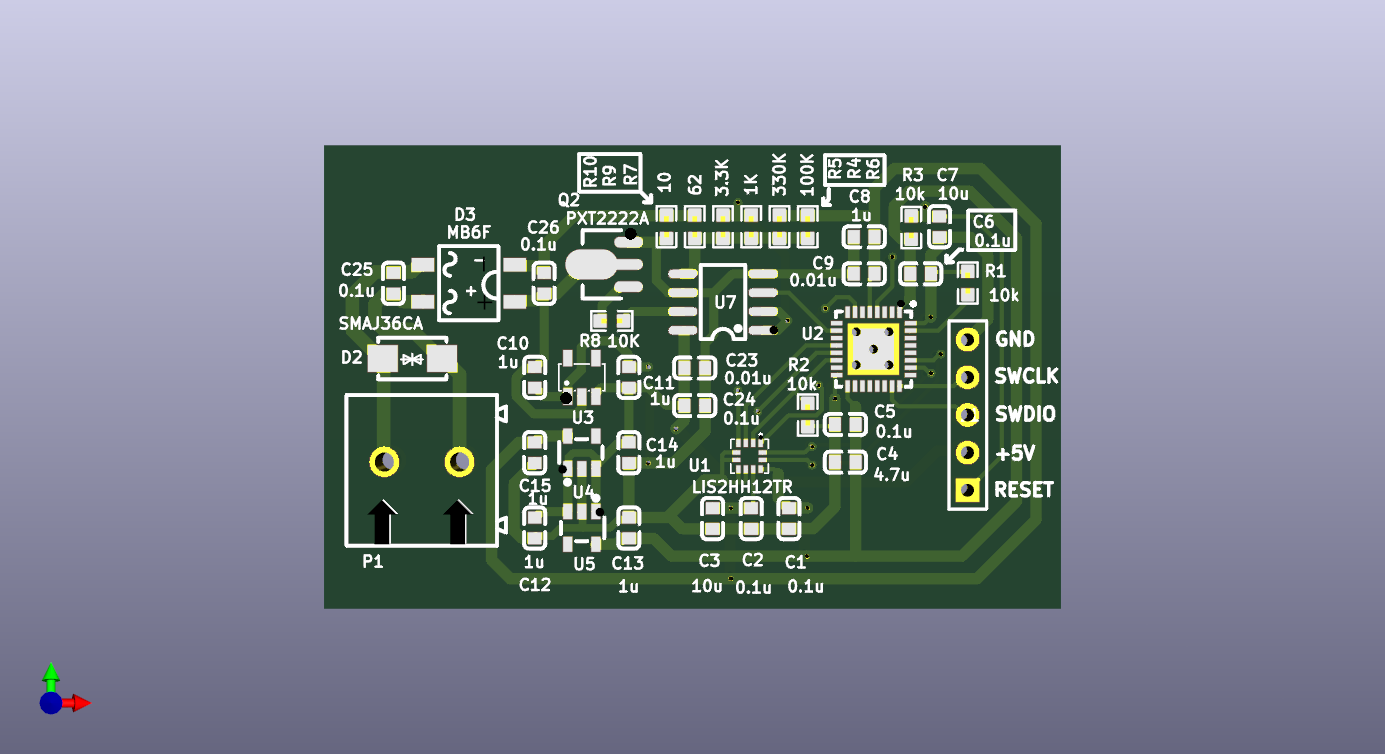 R10
R9
R7
10
62
3.3K
1K
330K
100K
R5
R4
R6
R3
10k
C7
10u
C8
1u
Q2
PXT2222A
C6
0.1u
D3
MB6F
C26
0.1u
C25
0.1u
- +
+
C9
0.01u
R1
10k
U7
SMAJ36CA
D2
R8 10K
U2
GND
C10
1u
C23
0.01u
R2
10k
SWCLK
C11
1u
C24
0.1u
U3
C5
0.1u
SWDIO
C14
1u
+5V
U1
LIS2HH12TR
C4
4.7u
C15
1u
U4
RESET
P1
1u
C12
U5
C13
1u
C3
10u
C2
0.1u
C1
0.1u